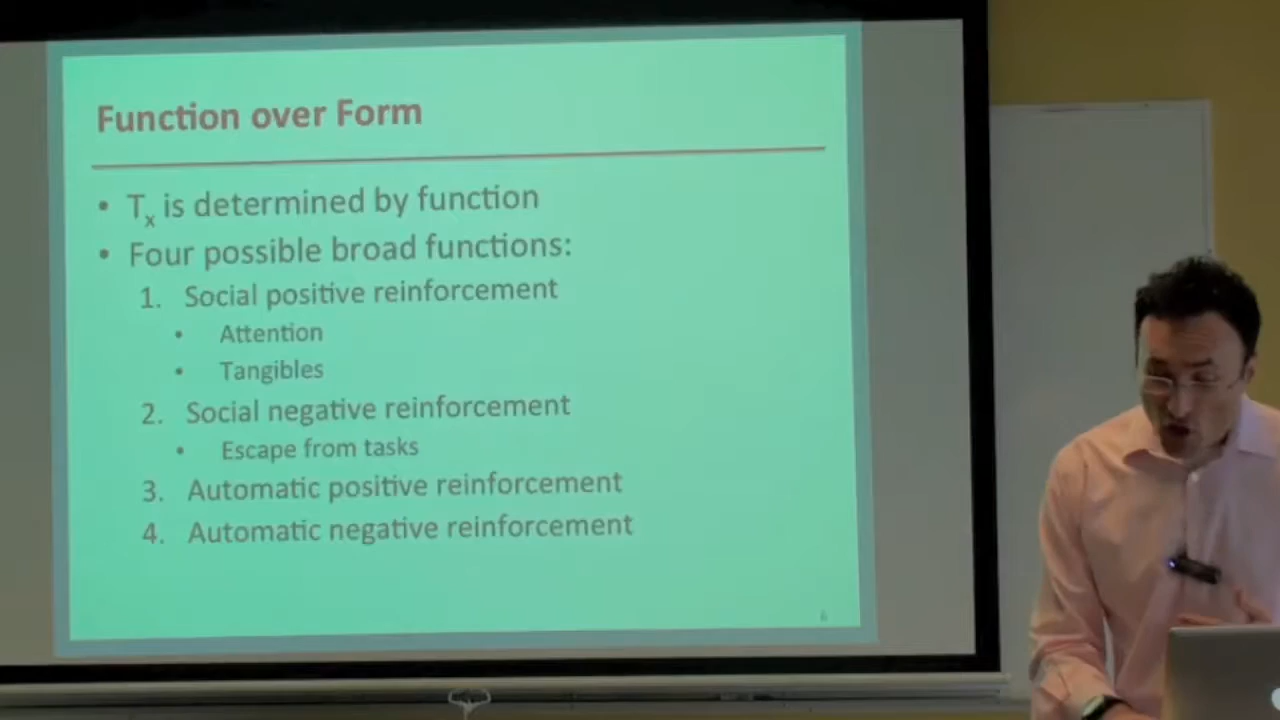 Function over Form
• Tx is determined by function
• Four possible broad functions:
1. Social positive reinforcement
• Attention
• Tangibles
2. Social negative reinforcement
• Escape from tasks
3. Automatic positive reinforcement
4. Automatic negative reinforcement